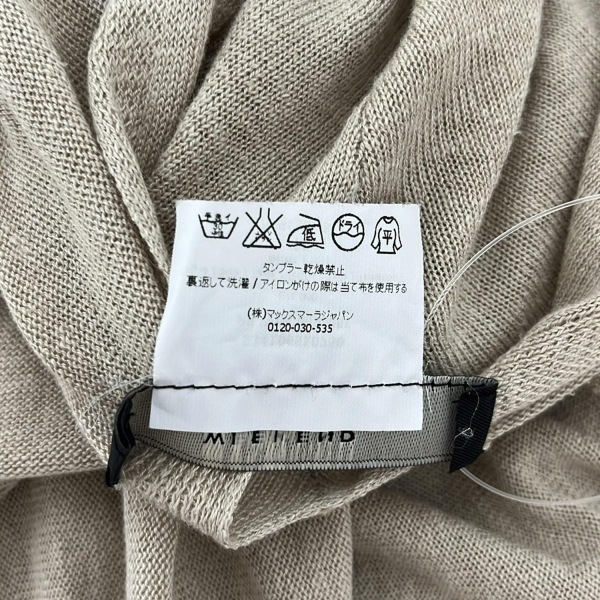 低 ドライ 平
タンブラー乾燥禁止
裏返して洗濯 / アイロンがけの際は当て布を使用する
(株)マックスマーラジャパン
0120-030-535